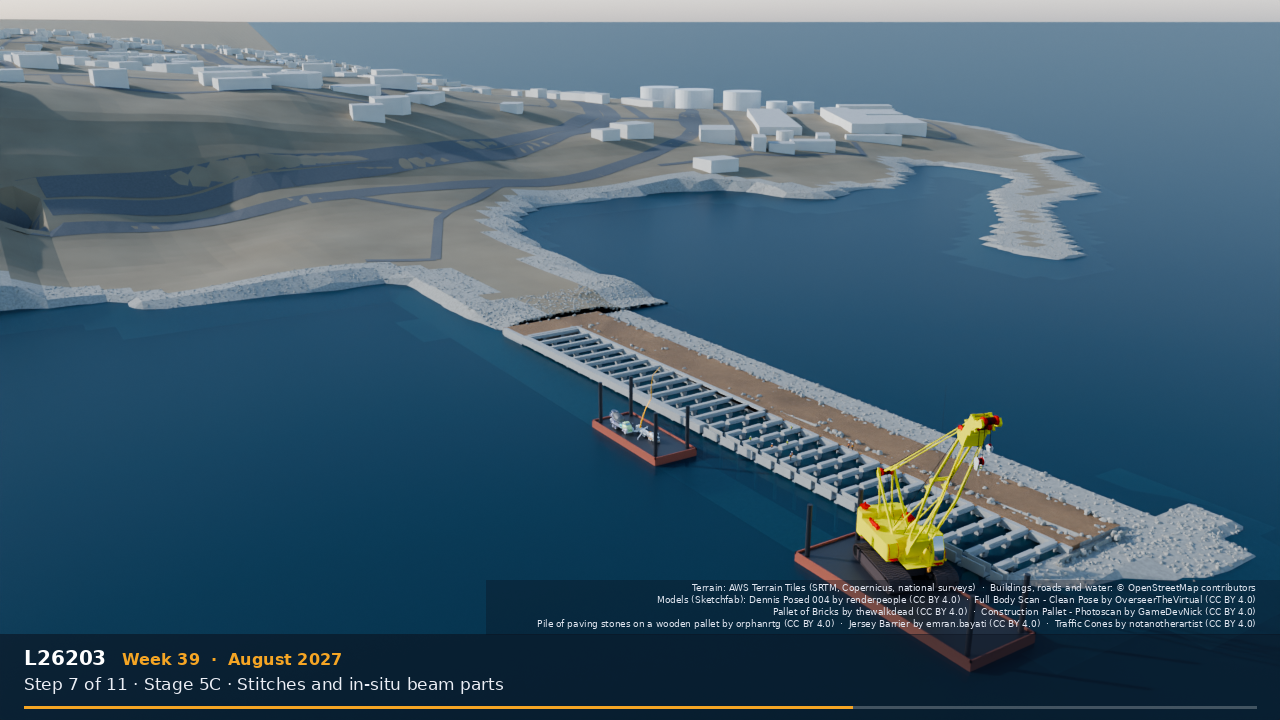 Terrain: AWS Terrain Tiles (SRTM, Copernicus, national surveys) · Buildings, roads and water: © OpenStreetMap contributors
Models (Sketchfab): Dennis Posed 004 by renderpeople (CC BY 4.0) · Full Body Scan - Clean Pose by OverseerTheVirtual (CC BY 4.0)
Pallet of Bricks by thewalkdead (CC BY 4.0) · Construction Pallet - Photoscan by GameDevNick (CC BY 4.0)
Pile of paving stones on a wooden pallet by orphanrtg (CC BY 4.0) · Jersey Barrier by emran.bayati (CC BY 4.0) · Traffic Cones by notanotherartist (CC BY 4.0)
L26203 Week 39 · August 2027
Step 7 of 11 · Stage 5C · Stitches and in-situ beam parts